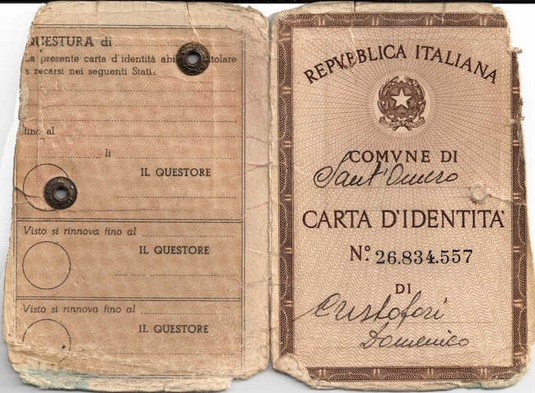 QUESTURA di
La presente carta d'identità abi titolare
a recarsi nei seguenti Stati:
fino al
li
IL QUESTORE
Visto si rinnova fino al
IL QUESTORE
Visto si rinnova fino al
IL QUESTORE
REPVBBLICA ITALIANA
COMVNE DI
Sant'Omero
CARTA D'IDENTITA'
N.º 26.834.557
DI
Cristofori
Domenico